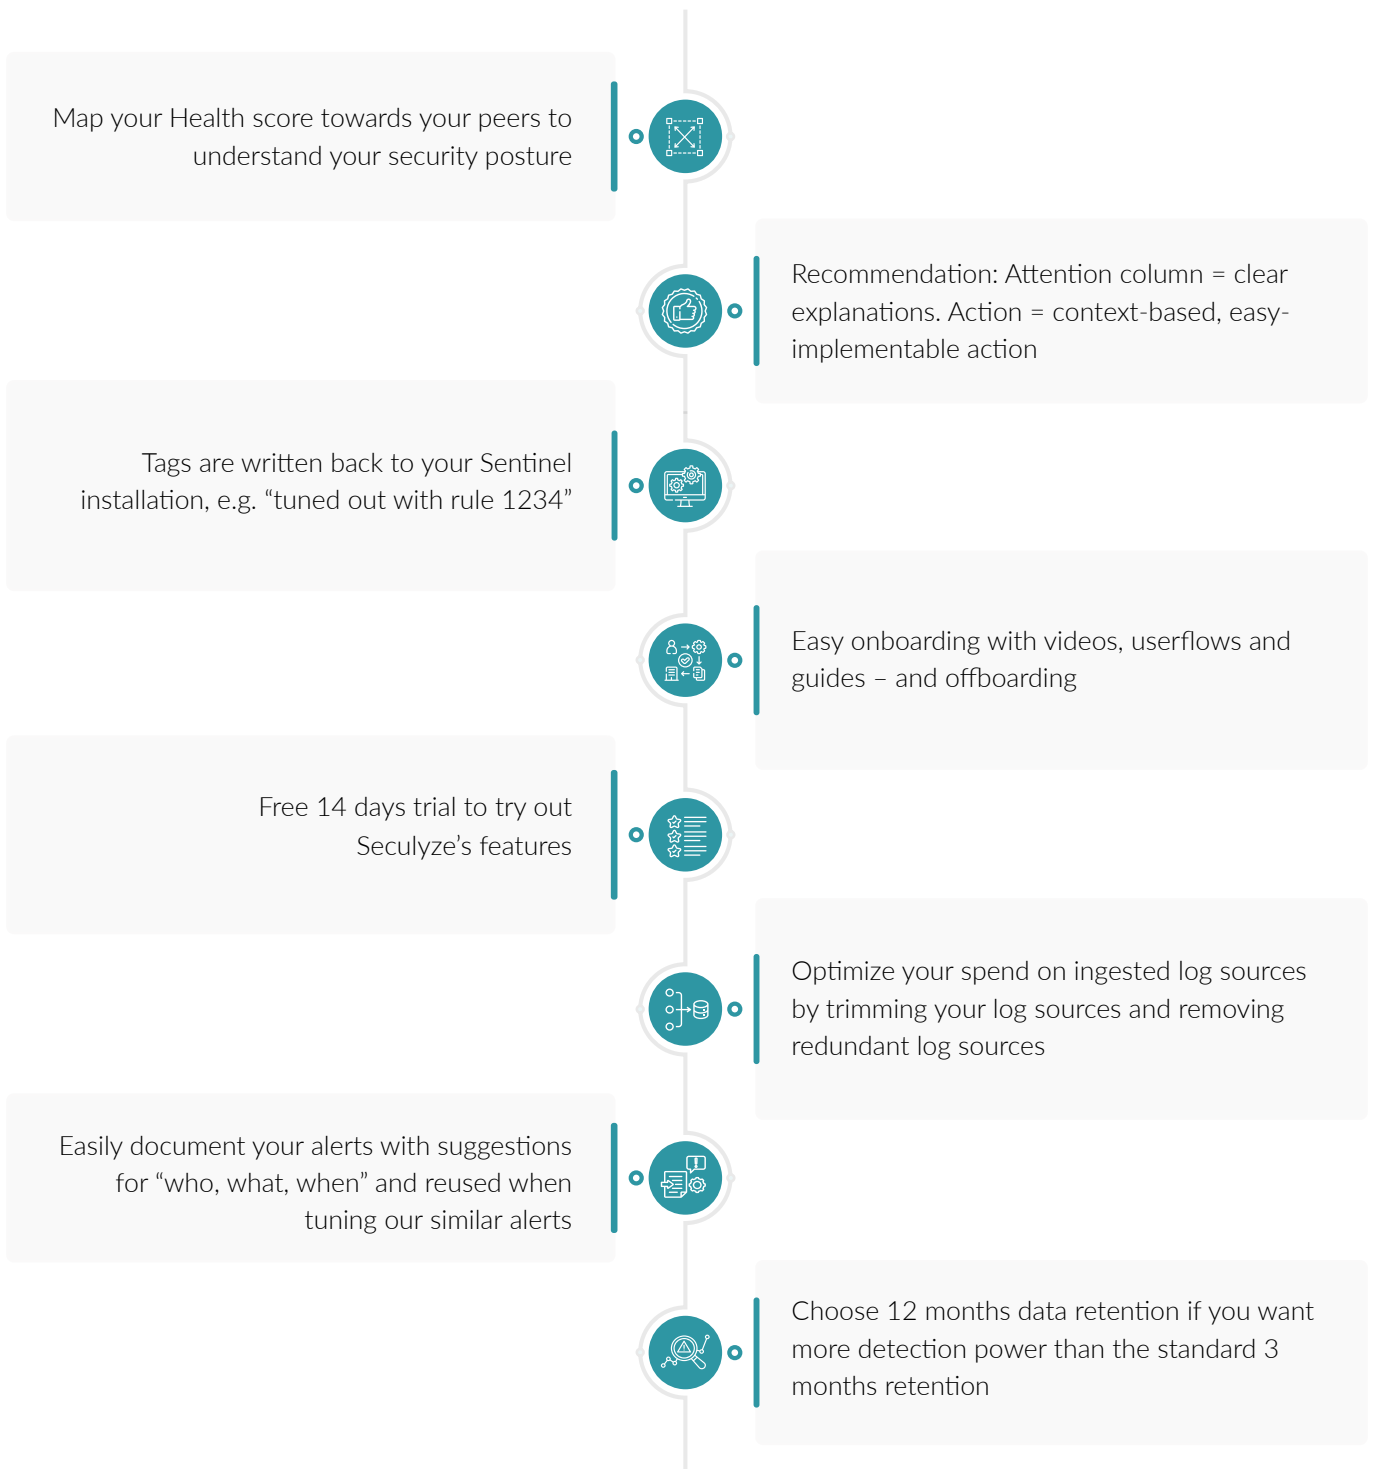 Map your Health score towards your peers to
understand your security posture
Recommendation: Attention column = clear
explanations. Action = context-based, easy-
implementable action
Tags are written back to your Sentinel
installation, e.g. “tuned out with rule 1234”
Easy onboarding with videos, userflows and
guides – and offboarding
Free 14 days trial to try out
Seculyze’s features
Optimize your spend on ingested log sources
by trimming your log sources and removing
redundant log sources
Easily document your alerts with suggestions
for “who, what, when” and reused when
tuning our similar alerts
Choose 12 months data retention if you want
more detection power than the standard 3
months retention